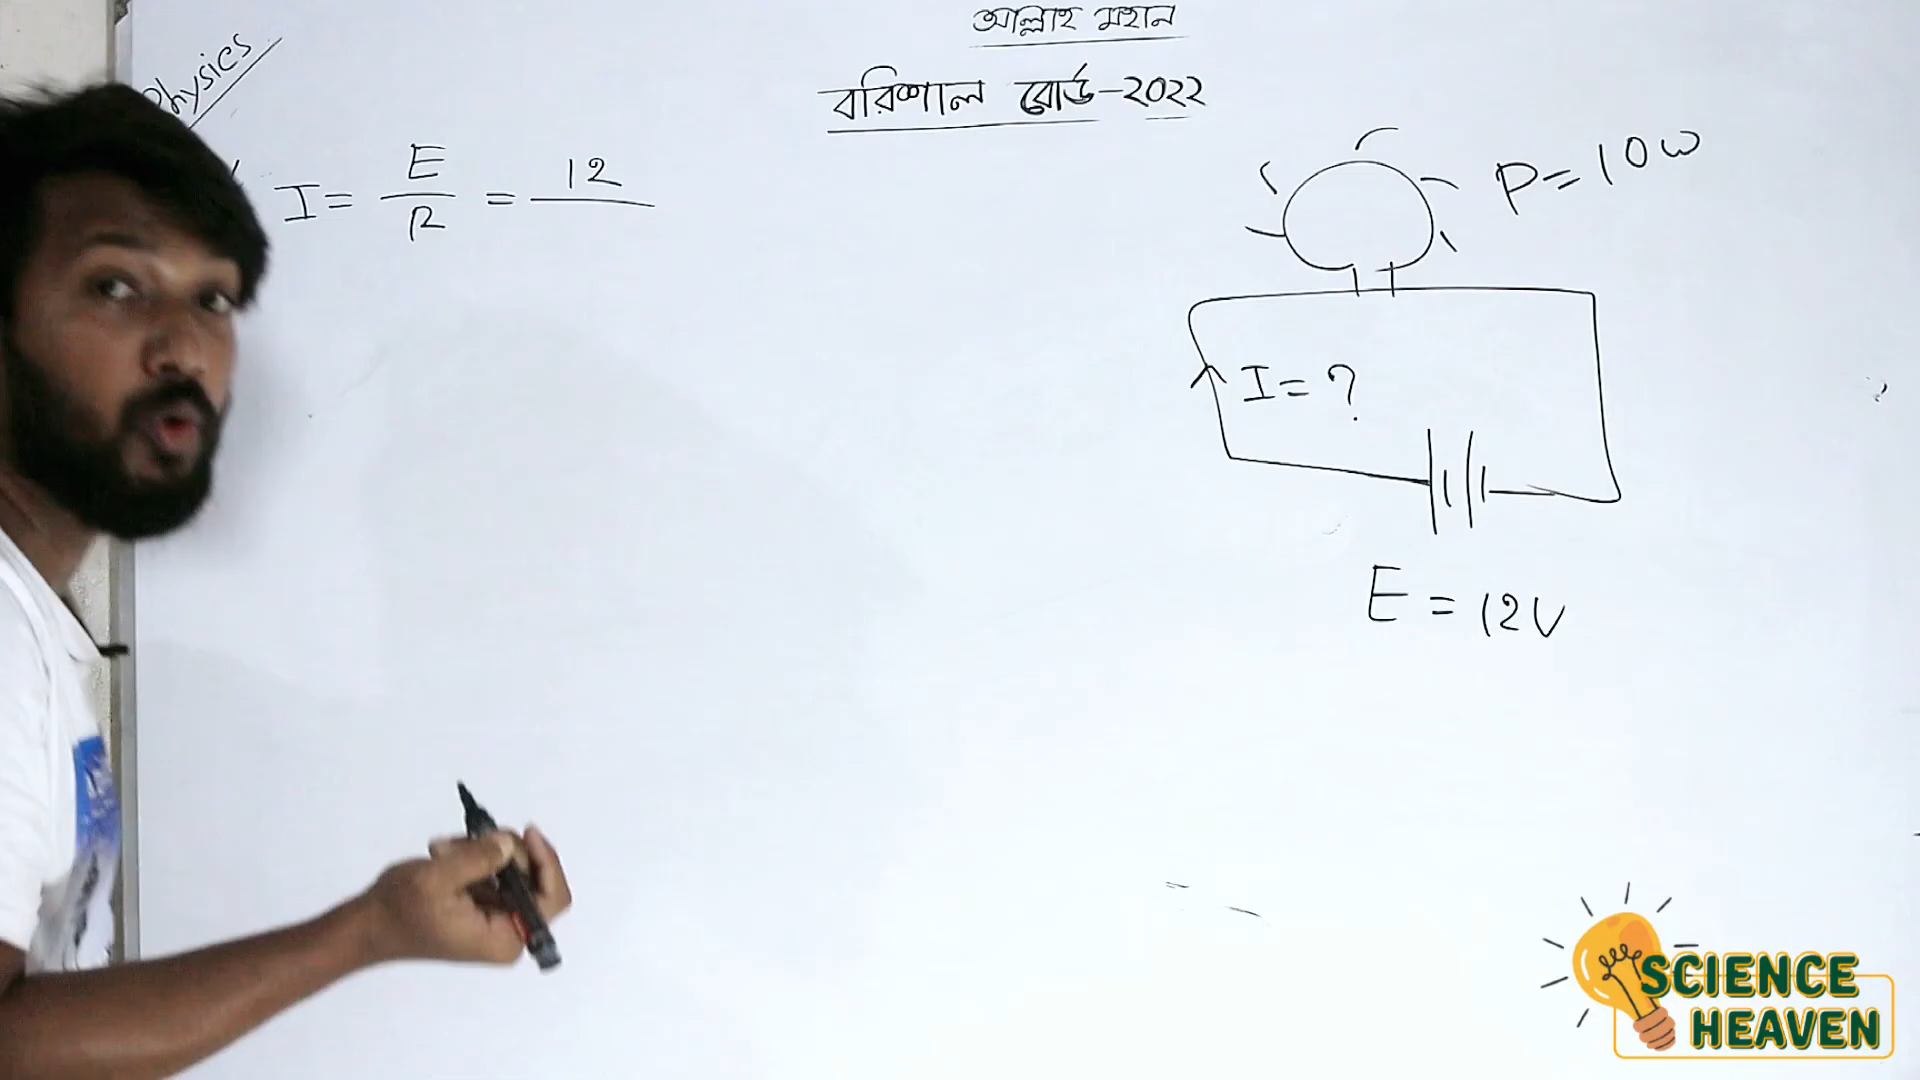 আল্লাহ মহান
Physics
বরিশাল বোর্ড-২০২২
I = E/R = 12
P = 10W
I = ?
E = 12V
SCIENCE
HEAVEN